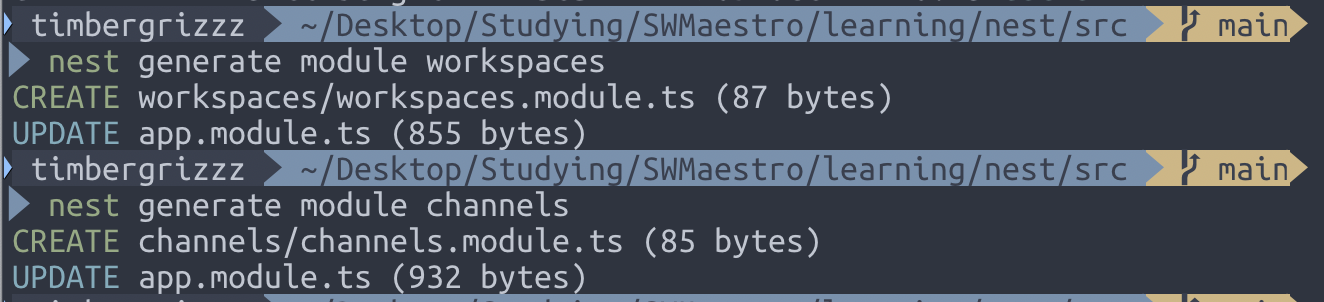 timbergrizzz ~/Desktop/Studying/SWMaestro/learning/nest/src main
nest generate module workspaces
CREATE workspaces/workspaces.module.ts (87 bytes)
UPDATE app.module.ts (855 bytes)
timbergrizzz ~/Desktop/Studying/SWMaestro/learning/nest/src main
nest generate module channels
CREATE channels/channels.module.ts (85 bytes)
UPDATE app.module.ts (932 bytes)